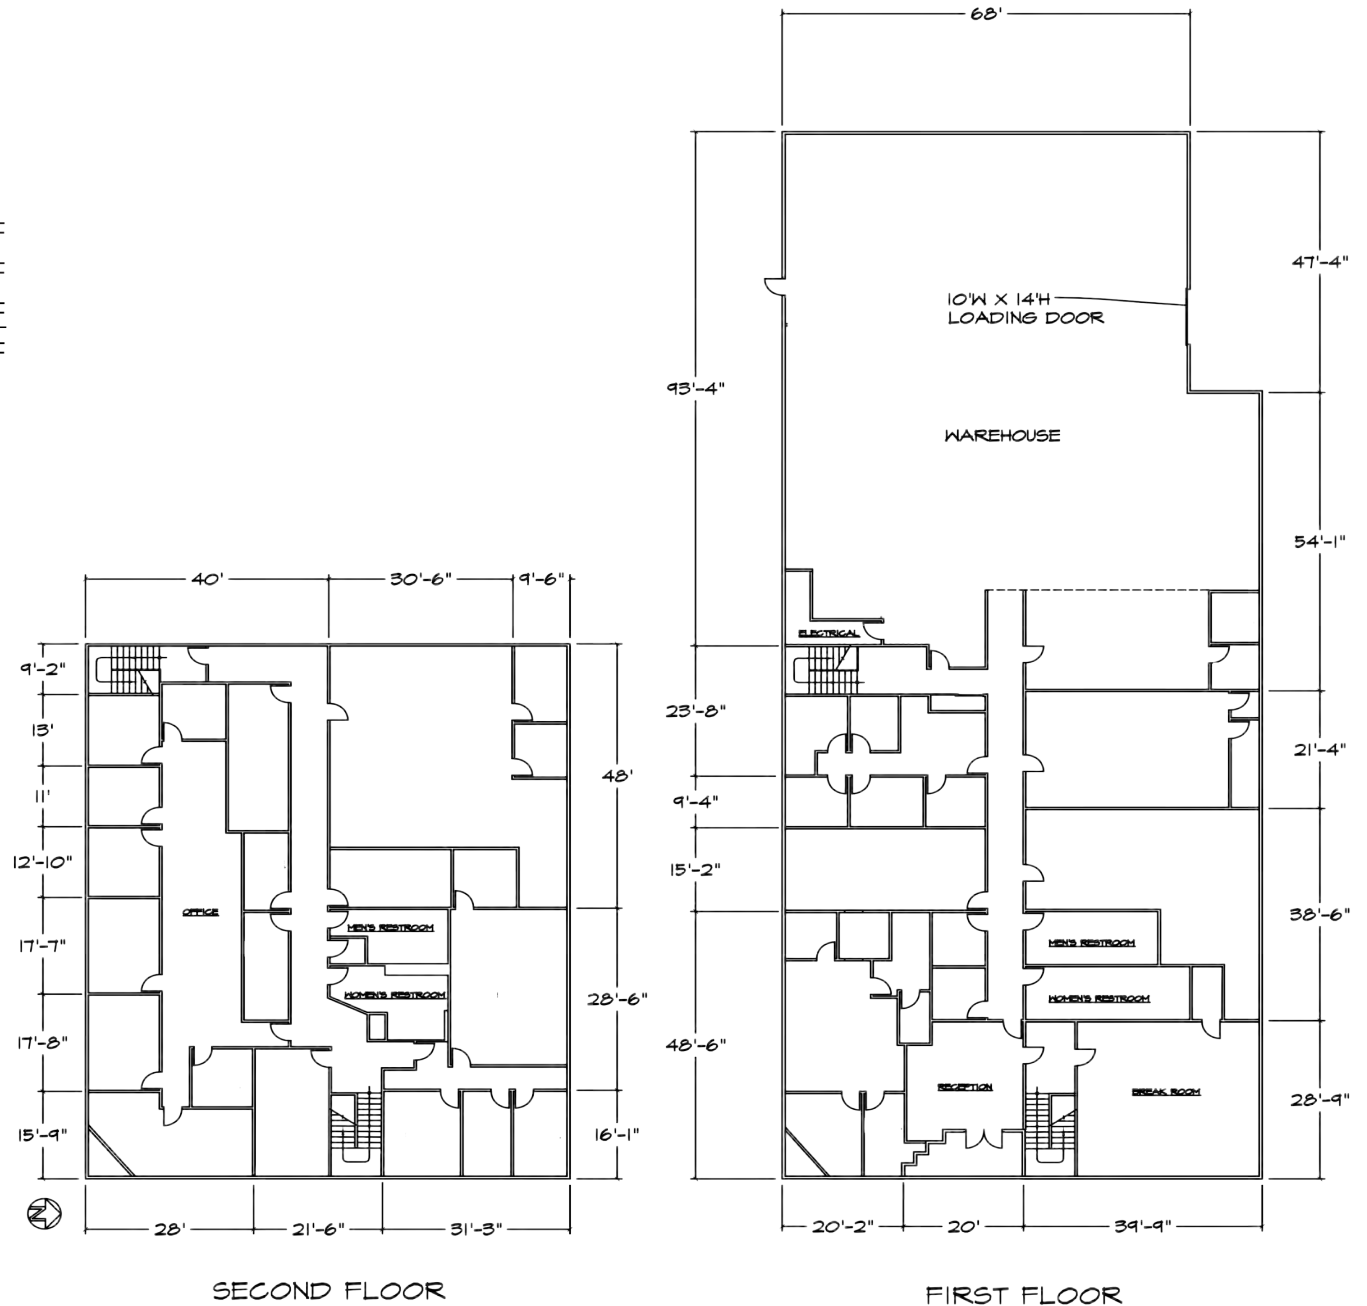 68'
47'-4"
10'W X 14'H
LOADING DOOR
93'-4"
WAREHOUSE
54'-1"
40'
30'-6"
9'-6"
ELECTRICAL
9'-2"
23'-8"
13'
21'-4"
48'
11'
9'-4"
12'-10"
15'-2"
OFFICE
MEN'S RESTROOM
38'-6"
MEN'S RESTROOM
17'-7"
WOMEN'S RESTROOM
28'-6"
WOMEN'S RESTROOM
17'-8"
48'-6"
RECEPTION
BREAK ROOM
28'-9"
15'-9"
16'-1"
N
28'
21'-6"
31'-3"
20'-2"
20'
39'-9"
SECOND FLOOR
FIRST FLOOR